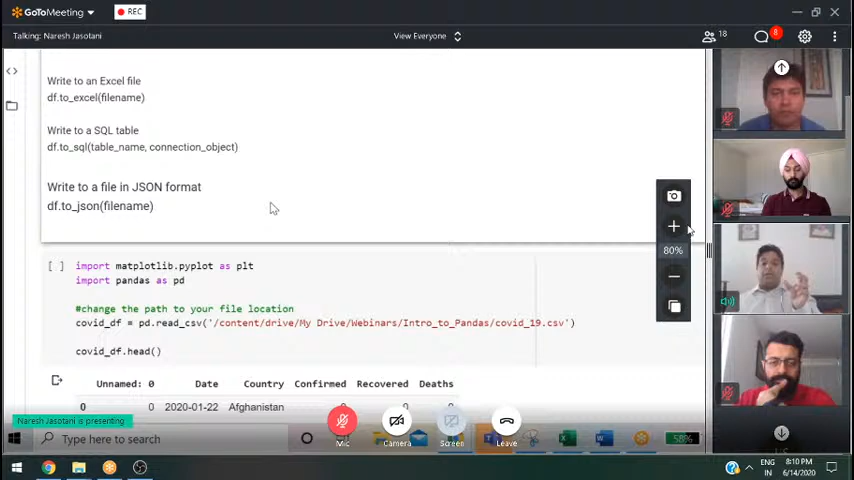 GoToMeeting
REC
Talking: Naresh Jasotani
View Everyone
18
8
Write to an Excel file
df.to_excel(filename)
Write to a SQL table
df.to_sql(table_name, connection_object)
Write to a file in JSON format
df.to_json(filename)
80%
[ ] import matplotlib.pyplot as plt
import pandas as pd
#change the path to your file location
covid_df = pd.read_csv('/content/drive/My Drive/Webinars/Intro_to_Pandas/covid_19.csv')
covid_df.head()
Unnamed: 0 Date Country Confirmed Recovered Deaths
0 0 2020-01-22 Afghanistan
Naresh Jasotani is presenting
Type here to search
Mic
Camera
Screen
Leave
58%
ENG
IN
8:10 PM
6/14/2020